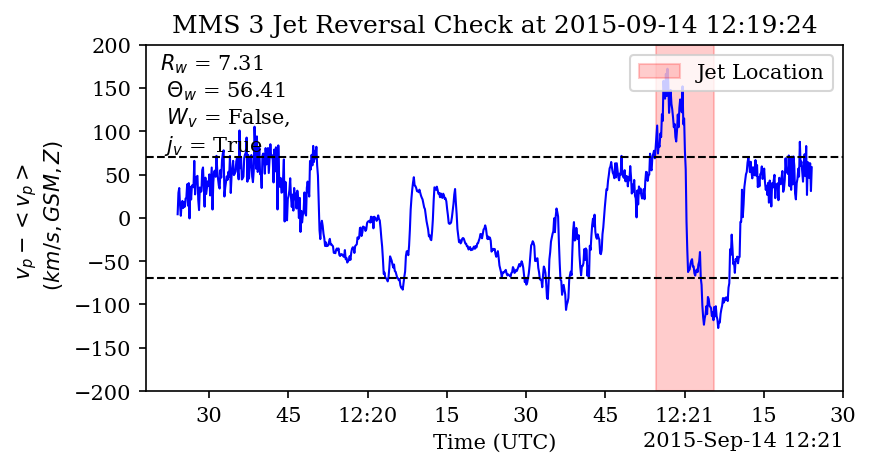 MMS 3 Jet Reversal Check at 2015-09-14 12:19:24
200
150
100
50
0
−50
−100
−150
−200
v_p − <v_p>
(km/s, GSM, Z)
R_w = 7.31
Θ_w = 56.41
W_v = False,
j_v = True
Jet Location
30 45 12:20 15 30 45 12:21 15 30
Time (UTC)
2015-Sep-14 12:21